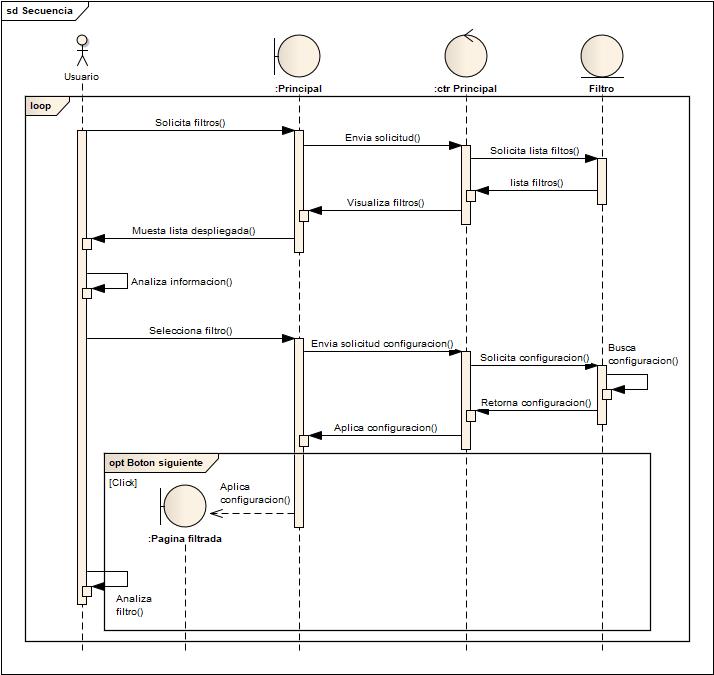 sd Secuencia
Usuario
:Principal
:ctr Principal
Filtro
loop
Solicita filtros()
Envia solicitud()
Solicita lista filtos()
lista filtros()
Visualiza filtros()
Muesta lista despliegada()
Analiza informacion()
Selecciona filtro()
Envia solicitud configuracion()
Solicita configuracion()
Busca
configuracion()
Retorna configuracion()
Aplica configuracion()
opt Boton siguiente
[Click]
Aplica
configuracion()
:Pagina filtrada
Analiza
filtro()